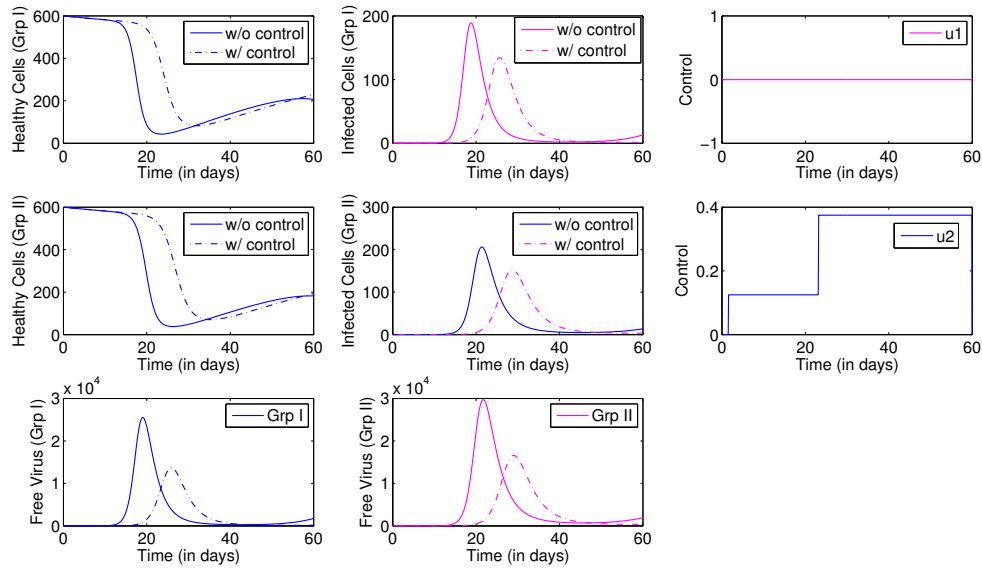 600
400
200
0
0 20 40 60
Time (in days)
Healthy Cells (Grp I)
w/o control
w/ control
200
100
0
0 20 40 60
Time (in days)
Infected Cells (Grp I)
w/o control
w/ control
1
0
−1
0 20 40 60
Time (in days)
Control
u1
600
400
200
0
0 20 40 60
Time (in days)
Healthy Cells (Grp II)
w/o control
w/ control
300
200
100
0
0 20 40 60
Time (in days)
Infected Cells (Grp II)
w/o control
w/ control
0.4
0.2
0
0 20 40 60
Time (in days)
Control
u2
x 10⁴
3
2
1
0
0 20 40 60
Time (in days)
Free Virus (Grp I)
Grp I
x 10⁴
3
2
1
0
0 20 40 60
Time (in days)
Free Virus (Grp II)
Grp II